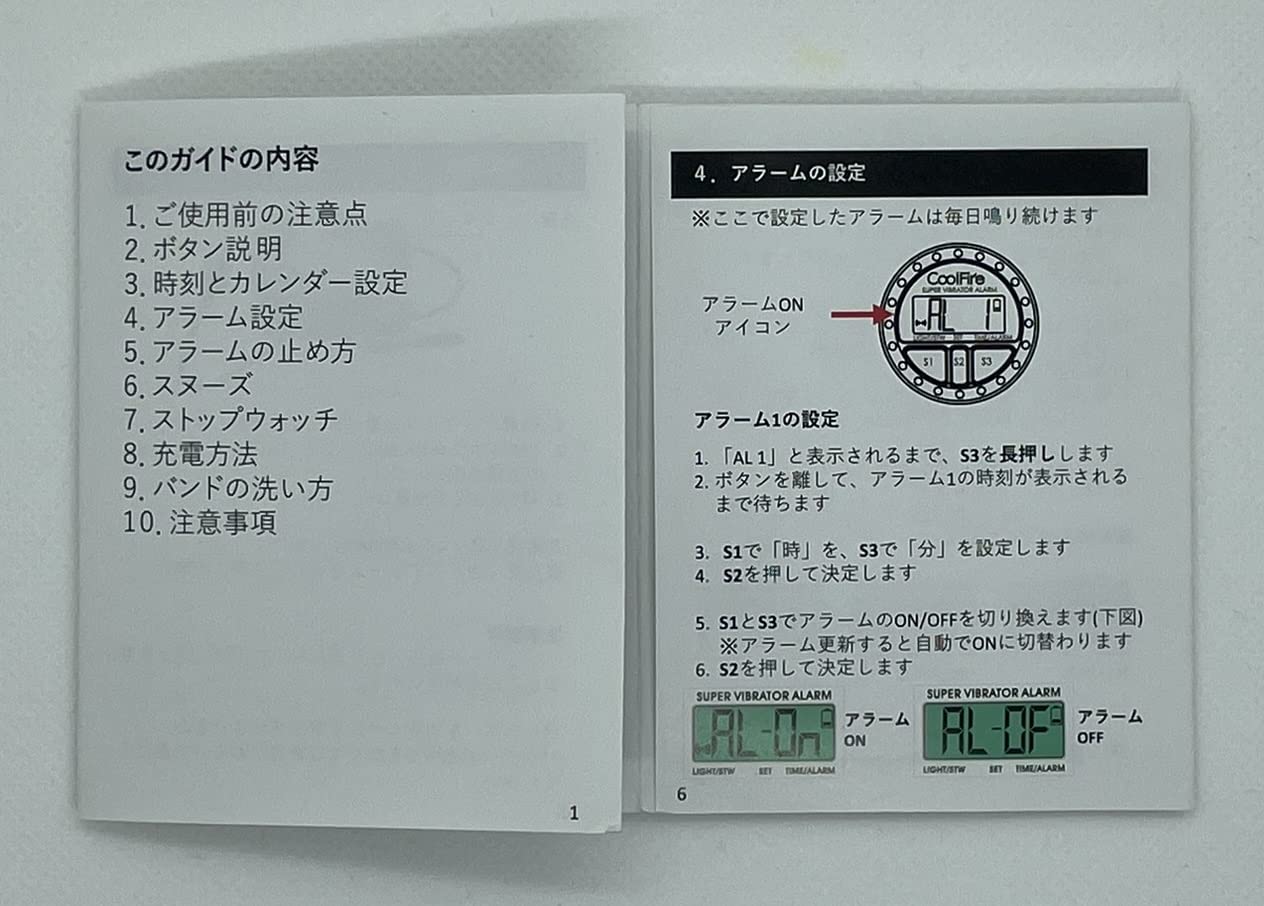 このガイドの内容
1. ご使用前の注意点
2. ボタン説明
3. 時刻とカレンダー設定
4. アラーム設定
5. アラームの止め方
6. スヌーズ
7. ストップウォッチ
8. 充電方法
9. バンドの洗い方
10. 注意事項
1
4. アラームの設定
※ここで設定したアラームは毎日鳴り続けます
アラームON
アイコン
CoolFire
SUPER VIBRATOR ALARM
AL 1
LIGHT/STW SET TIME/ALARM
S1 S2 S3
アラーム1の設定
1. 「AL 1」と表示されるまで、S3を長押しします
2. ボタンを離して、アラーム1の時刻が表示される
まで待ちます
3. S1で「時」を、S3で「分」を設定します
4. S2を押して決定します
5. S1とS3でアラームのON/OFFを切り換えます(下図)
※アラーム更新すると自動でONに切替わります
6. S2を押して決定します
SUPER VIBRATOR ALARM
AL-On
LIGHT/STW SET TIME/ALARM
アラーム
ON
SUPER VIBRATOR ALARM
AL-OF
LIGHT/STW SET TIME/ALARM
アラーム
OFF
6